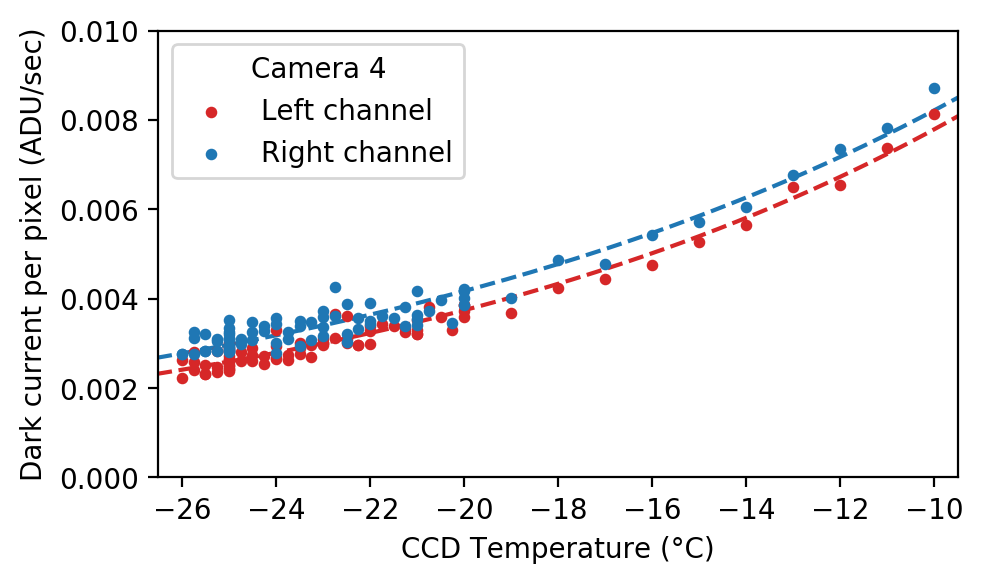 0.010
0.008
0.006
0.004
0.002
0.000
Dark current per pixel (ADU/sec)
Camera 4
Left channel
Right channel
−26 −24 −22 −20 −18 −16 −14 −12 −10
CCD Temperature (°C)